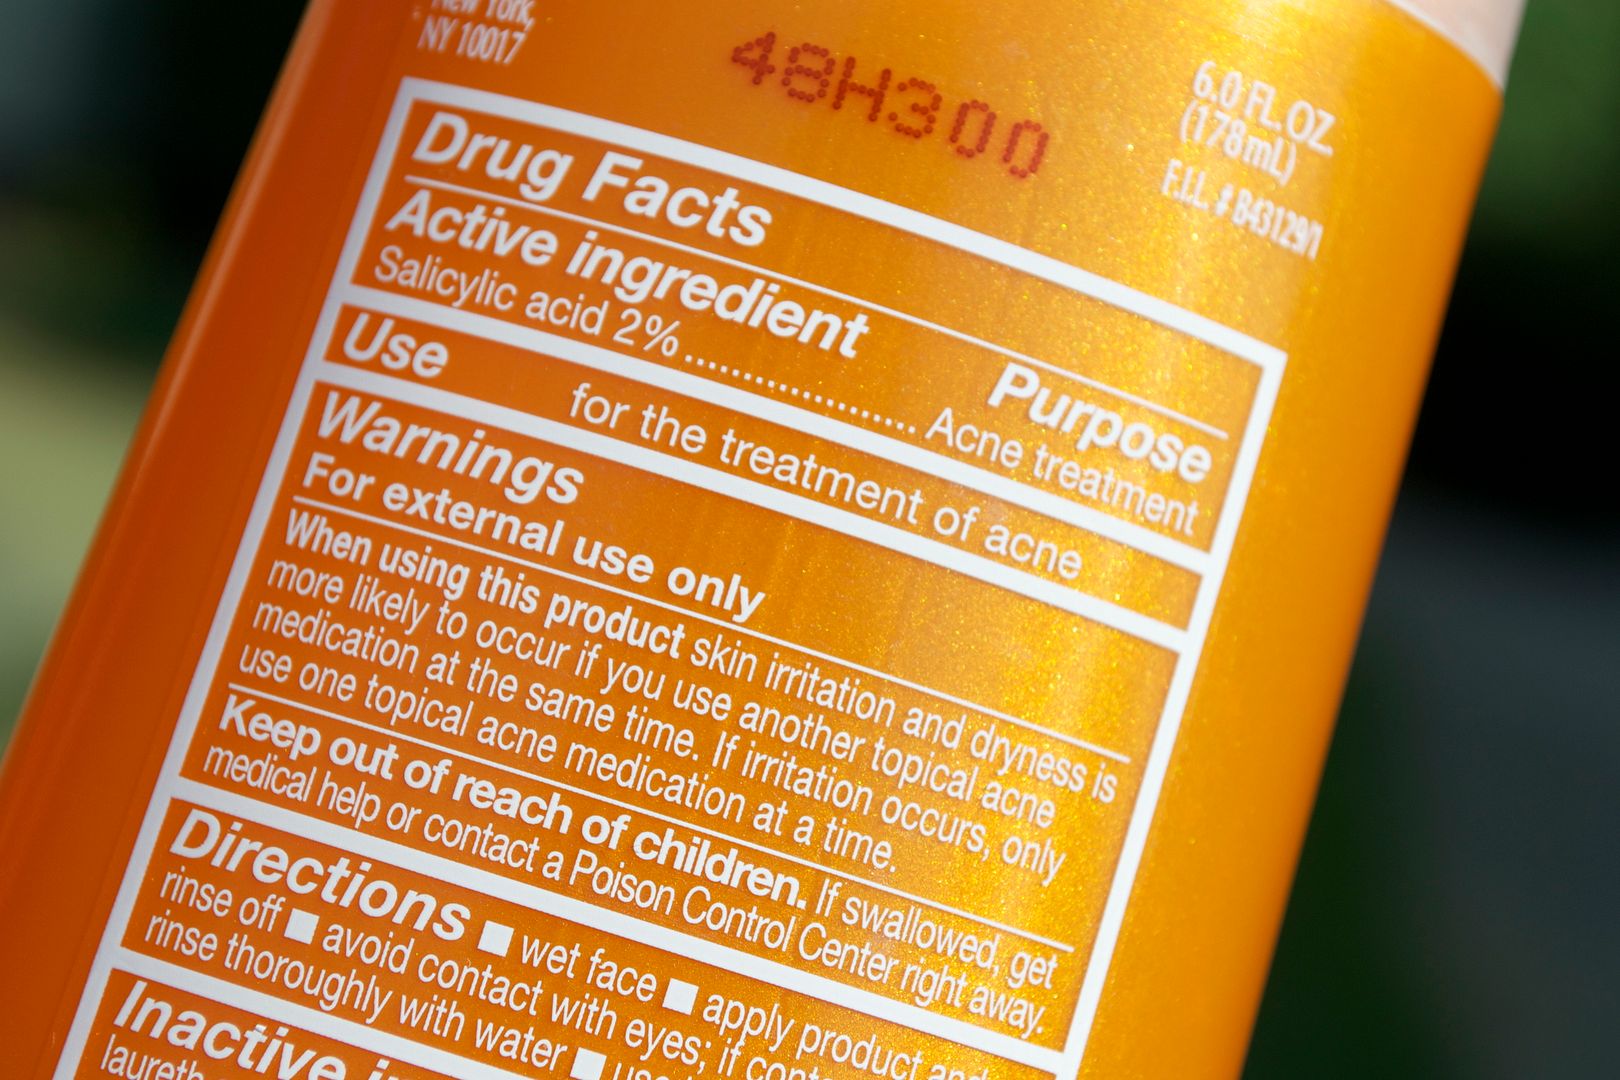 New York,
NY 10017
48H300
6.0 FL. OZ.
(178mL)
F.I.L. # B43129/1
Drug Facts
Active ingredient Purpose
Salicylic acid 2%.................... Acne treatment
Use for the treatment of acne
Warnings
For external use only
When using this product skin irritation and dryness is
more likely to occur if you use another topical acne
medication at the same time. If irritation occurs, only
use one topical acne medication at a time.
Keep out of reach of children. If swallowed, get
medical help or contact a Poison Control Center right away.
Directions ■ wet face ■ apply product and
rinse off ■ avoid contact with eyes; if
rinse thoroughly with water ■
Inactive
laureth